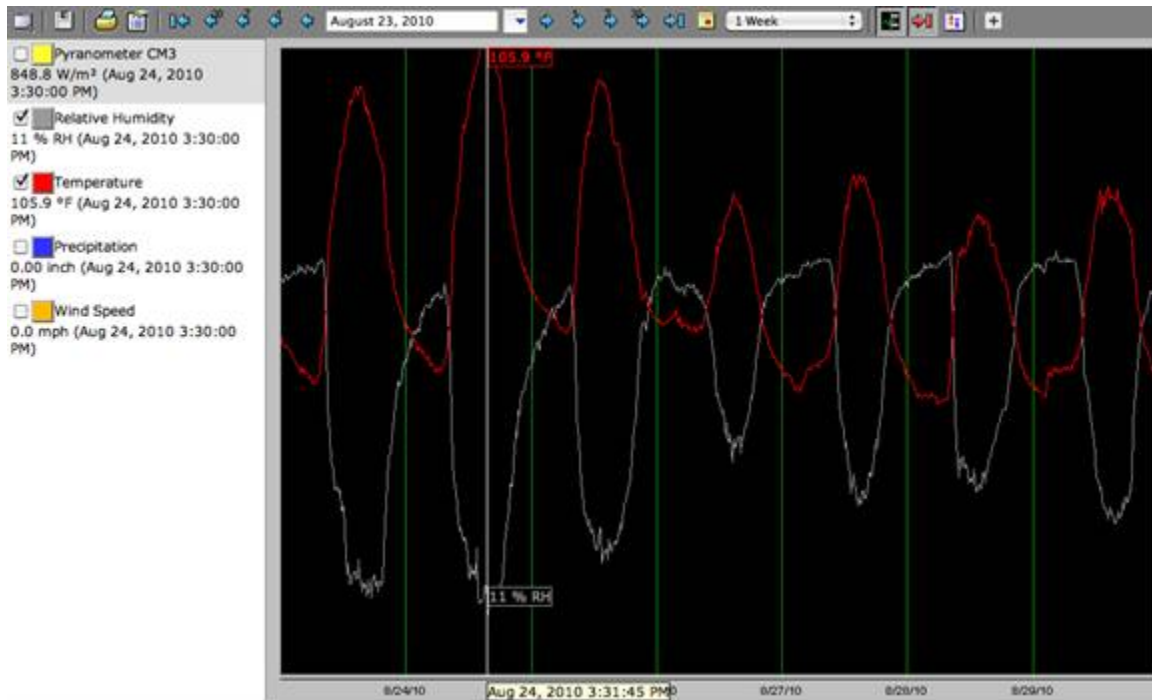 August 23, 2010
1 Week
Pyranometer CM3
848.8 W/m² (Aug 24, 2010
3:30:00 PM)
Relative Humidity
11 % RH (Aug 24, 2010 3:30:00
PM)
Temperature
105.9 °F (Aug 24, 2010 3:30:00
PM)
Precipitation
0.00 inch (Aug 24, 2010 3:30:00
PM)
Wind Speed
0.0 mph (Aug 24, 2010 3:30:00
PM)
105.9 °F
11 % RH
8/24/10
Aug 24, 2010 3:31:45 PM
8/27/10
8/28/10
8/29/10